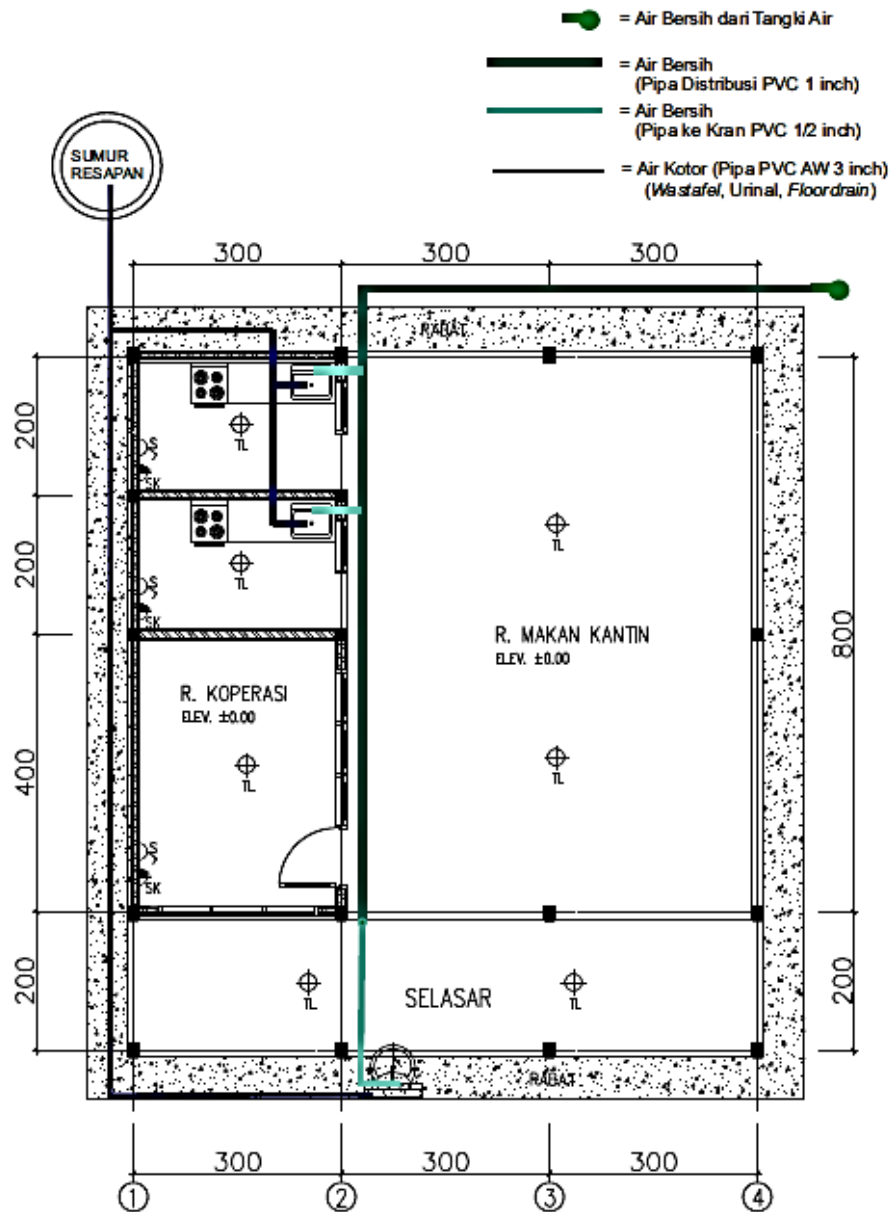 = Air Bersih dari Tangki Air
= Air Bersih
(Pipa Distribusi PVC 1 inch)
= Air Bersih
(Pipa ke Kran PVC 1/2 inch)
= Air Kotor (Pipa PVC AW 3 inch)
(Wastafel, Urinal, Floordrain)
SUMUR
RESAPAN
300 300 300
RABAT
200
TL
S
SK
200
TL
S
SK
TL
R. MAKAN KANTIN
ELEV. ±0.00
800
R. KOPERASI
ELEV. ±0.00
400
TL
TL
S
SK
200
TL
SELASAR
TL
200
RABAT
300 300 300
1 2 3 4